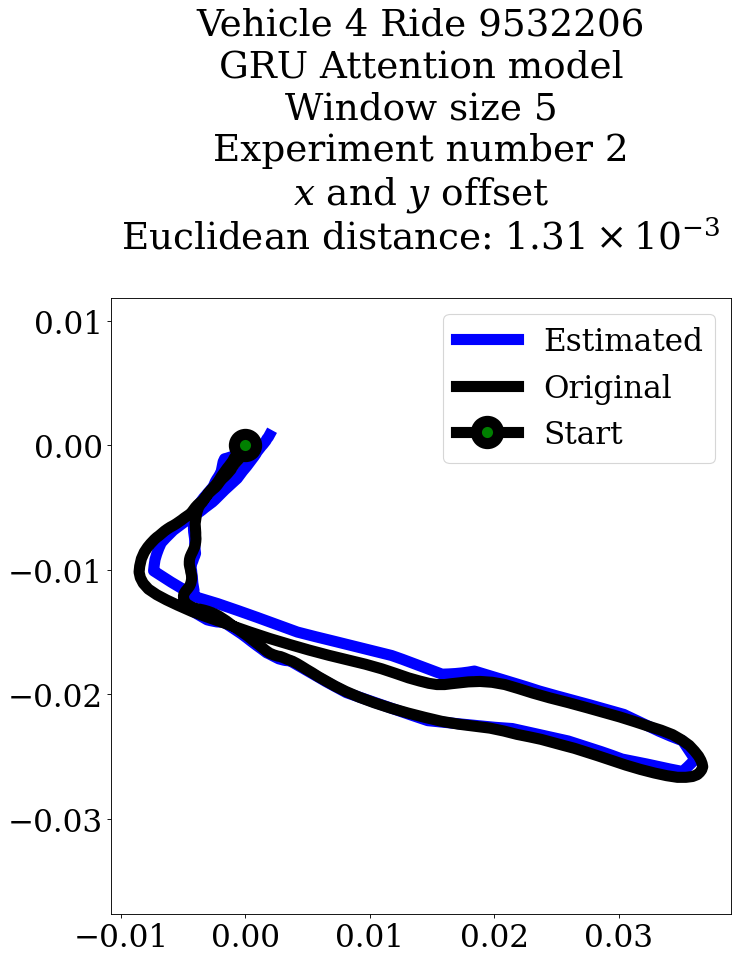 Vehicle 4 Ride 9532206
GRU Attention model
Window size 5
Experiment number 2
x and y offset
Euclidean distance: 1.31 × 10⁻³
Estimated
Original
Start
0.01
0.00
−0.01
−0.02
−0.03
−0.01 0.00 0.01 0.02 0.03